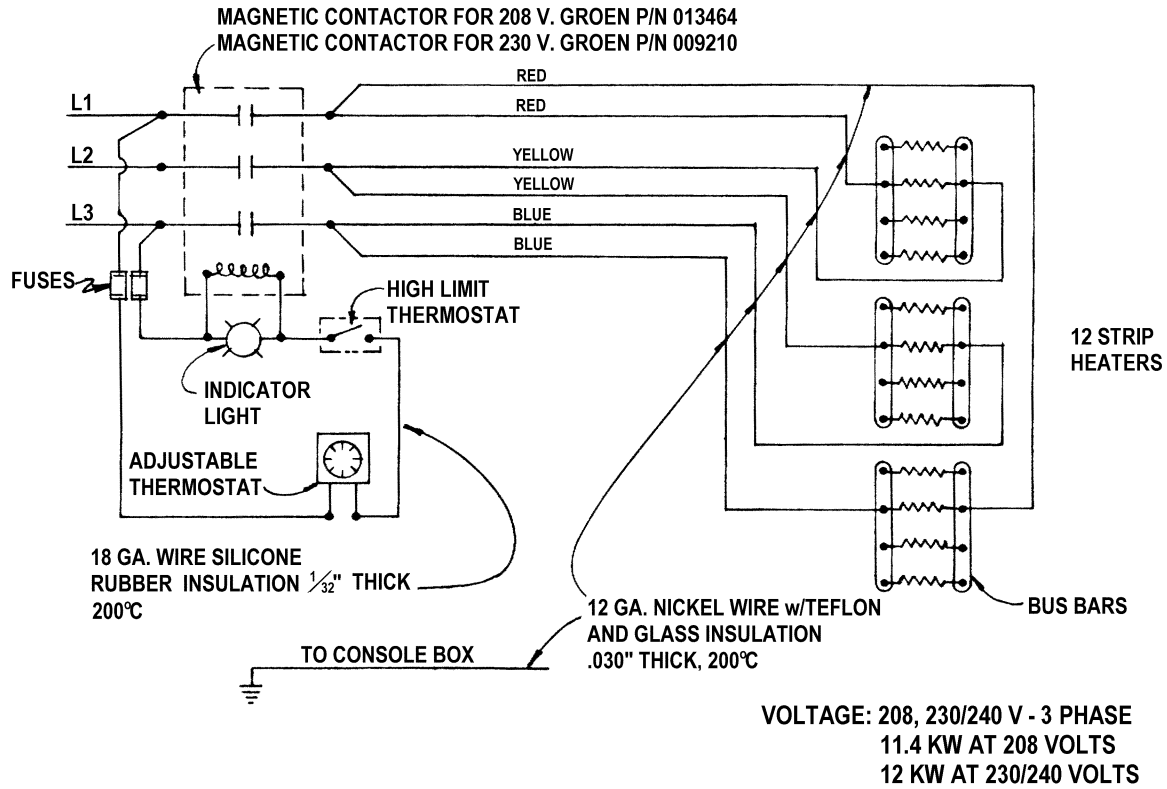 MAGNETIC CONTACTOR FOR 208 V. GROEN P/N 013464
MAGNETIC CONTACTOR FOR 230 V. GROEN P/N 009210
RED
L1
RED
L2
YELLOW
YELLOW
L3
BLUE
BLUE
FUSES
HIGH LIMIT
THERMOSTAT
12 STRIP
HEATERS
INDICATOR
LIGHT
ADJUSTABLE
THERMOSTAT
18 GA. WIRE SILICONE
RUBBER INSULATION 1/32" THICK
200°C
12 GA. NICKEL WIRE w/TEFLON
AND GLASS INSULATION
.030" THICK, 200°C
BUS BARS
TO CONSOLE BOX
VOLTAGE: 208, 230/240 V - 3 PHASE
11.4 KW AT 208 VOLTS
12 KW AT 230/240 VOLTS